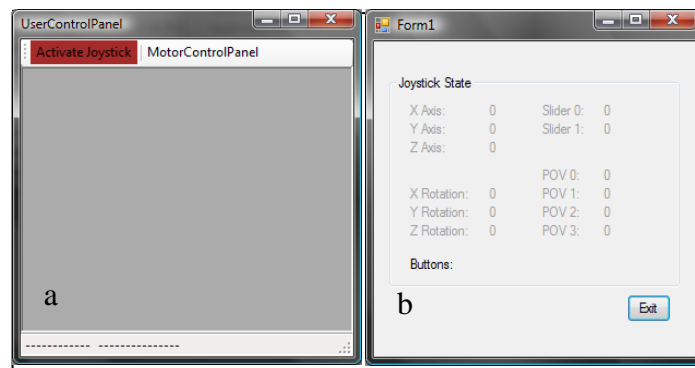 UserControlPanel
Activate Joystick MotorControlPanel
a
------------ ---------------
Form1
Joystick State
X Axis: 0 Slider 0: 0
Y Axis: 0 Slider 1: 0
Z Axis: 0
POV 0: 0
X Rotation: 0 POV 1: 0
Y Rotation: 0 POV 2: 0
Z Rotation: 0 POV 3: 0
Buttons:
b
Exit